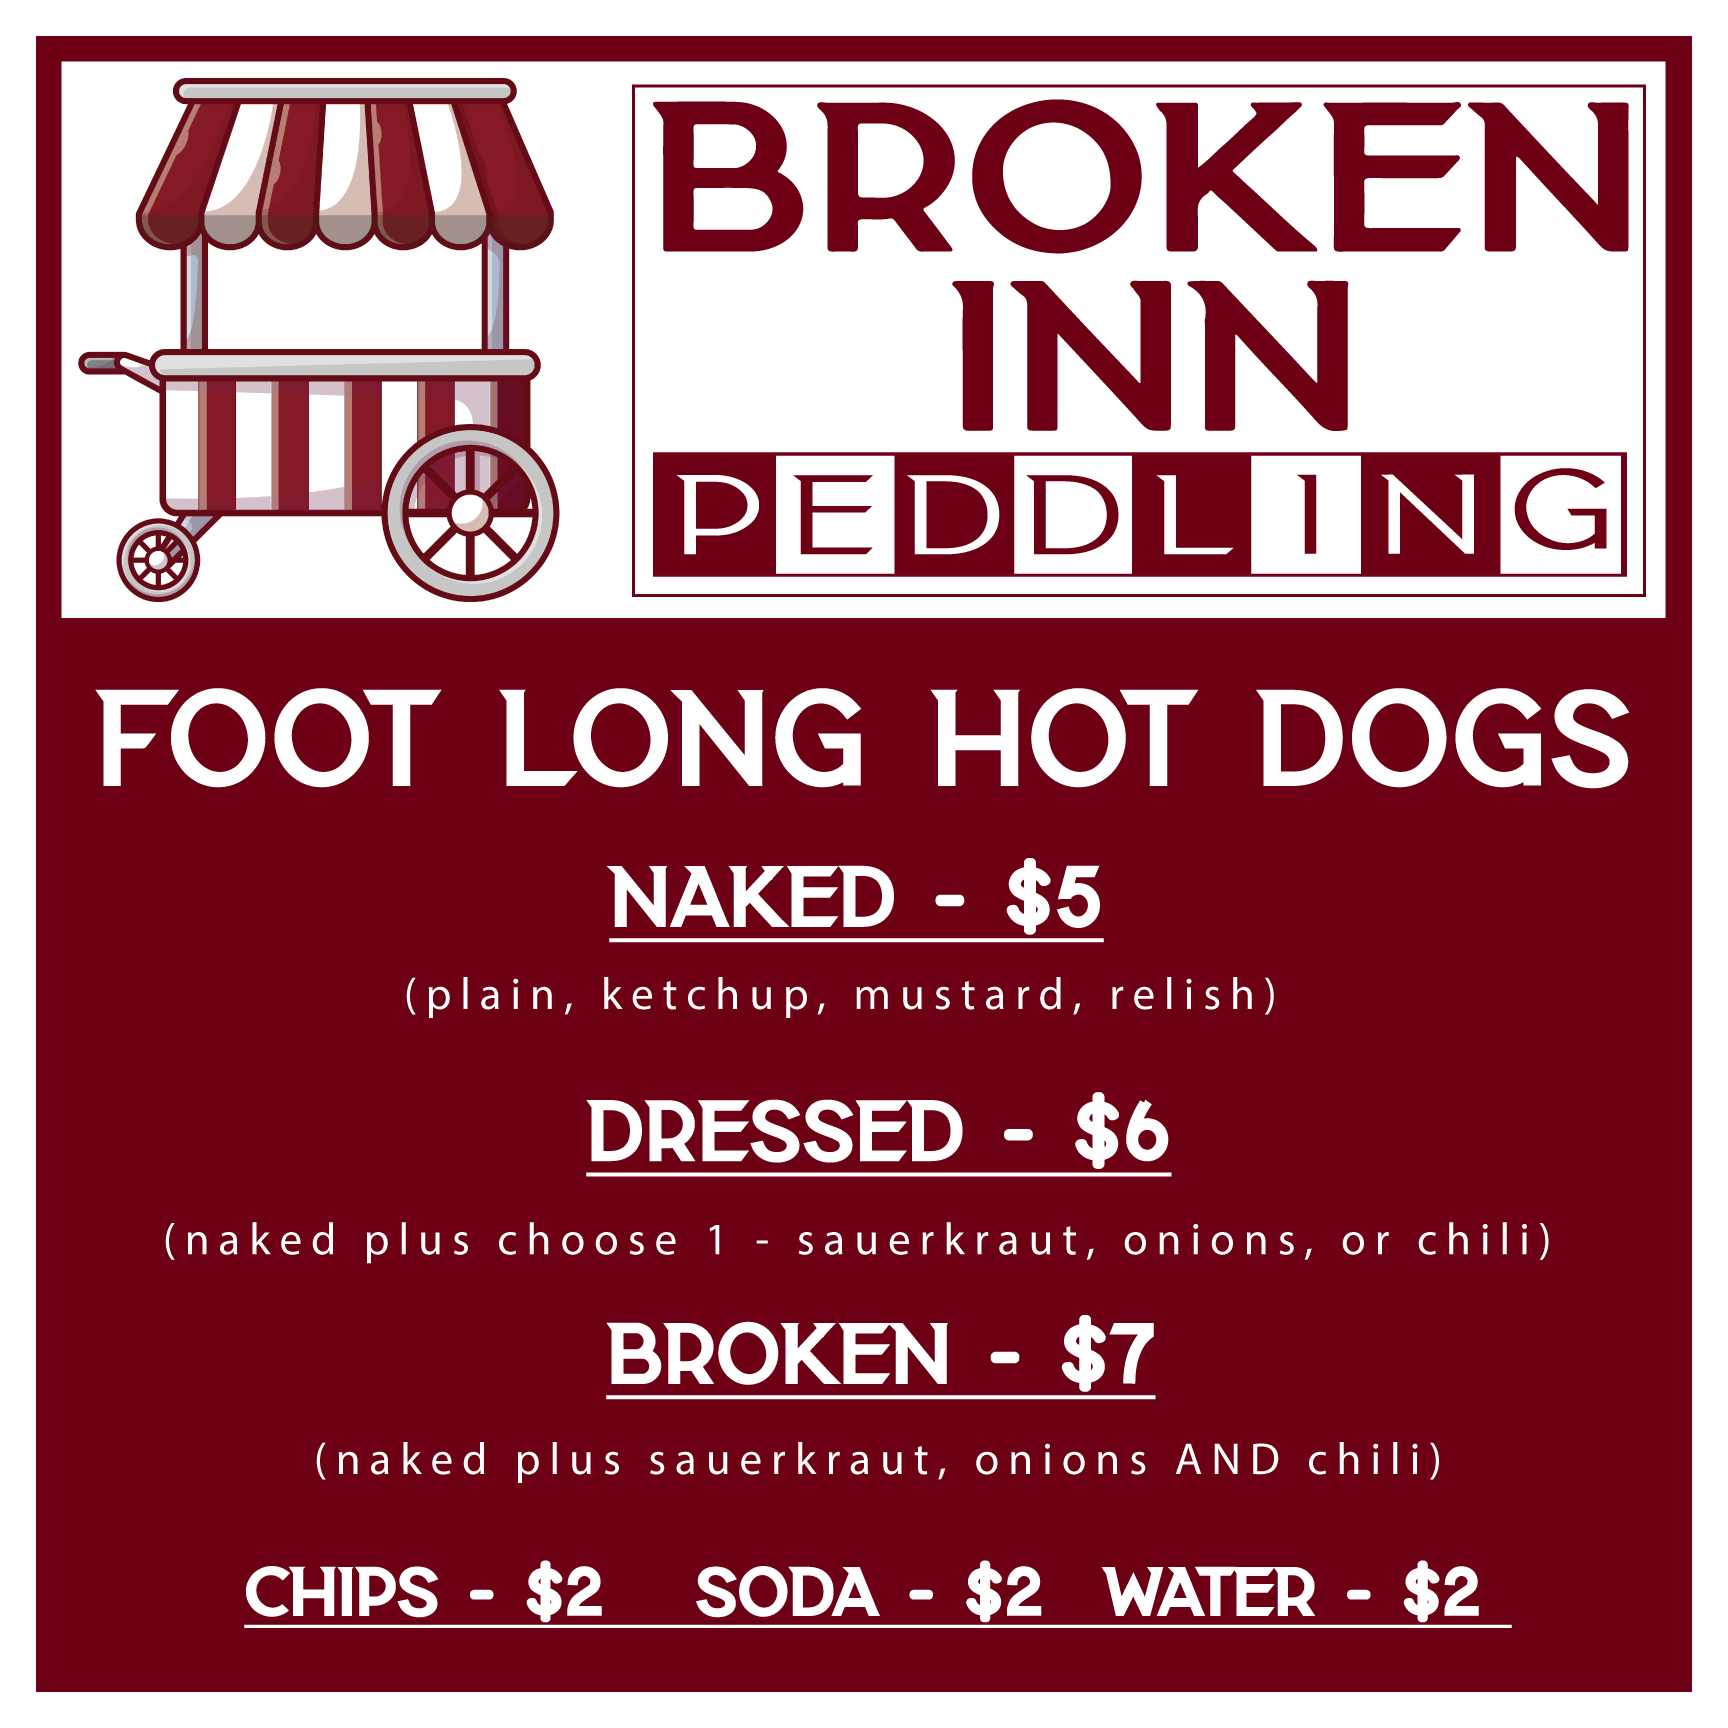 BROKEN
INN
PEDDLING
FOOT LONG HOT DOGS
NAKED - $5
(plain, ketchup, mustard, relish)
DRESSED - $6
(naked plus choose 1 - sauerkraut, onions, or chili)
BROKEN - $7
(naked plus sauerkraut, onions AND chili)
CHIPS - $2 SODA - $2 WATER - $2